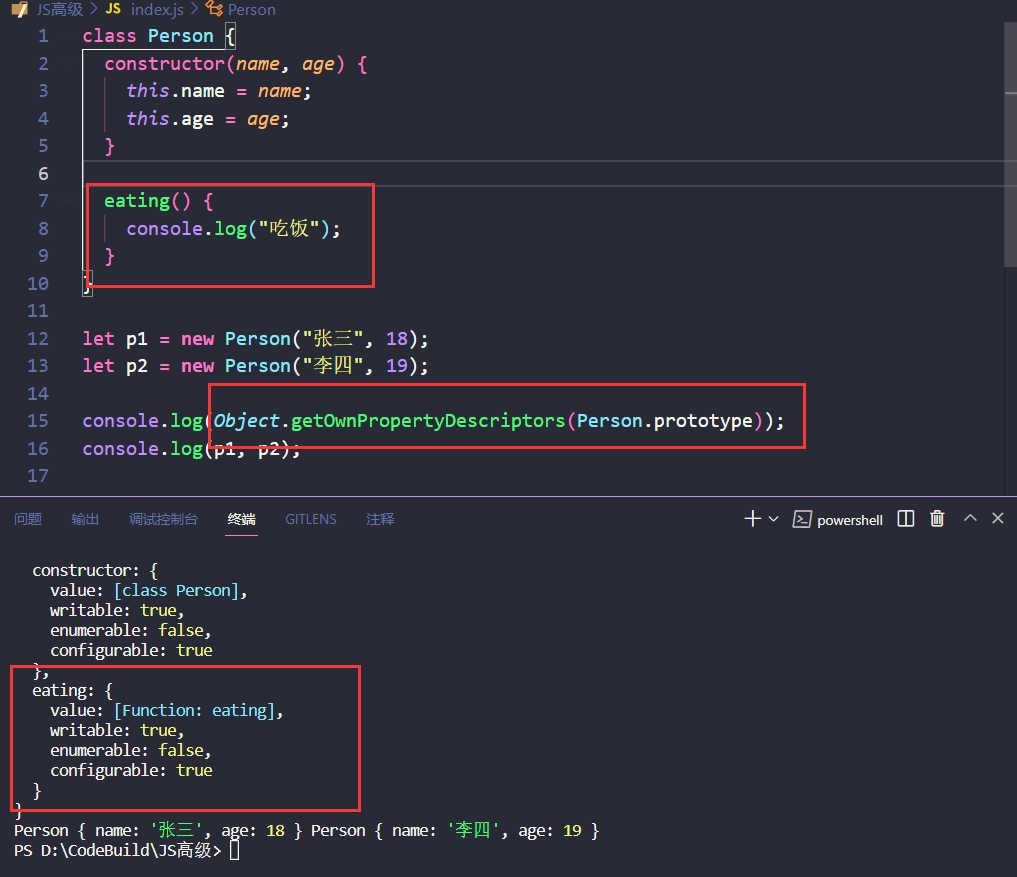 JS高级 > JS index.js > Person
1 class Person {
2 constructor(name, age) {
3 this.name = name;
4 this.age = age;
5 }
6
7 eating() {
8 console.log("吃饭");
9 }
10 }
11
12 let p1 = new Person("张三", 18);
13 let p2 = new Person("李四", 19);
14
15 console.log(Object.getOwnPropertyDescriptors(Person.prototype));
16 console.log(p1, p2);
17
问题 输出 调试控制台 终端 GITLENS 注释 powershell
constructor: {
value: [class Person],
writable: true,
enumerable: false,
configurable: true
},
eating: {
value: [Function: eating],
writable: true,
enumerable: false,
configurable: true
}
}
Person { name: '张三', age: 18 } Person { name: '李四', age: 19 }
PS D:\CodeBuild\JS高级>